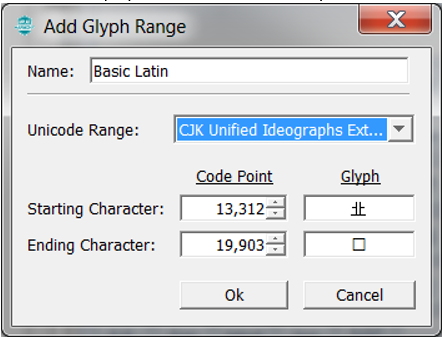 Add Glyph Range
Name: Basic Latin
Unicode Range: CJK Unified Ideographs Ext...
Code Point Glyph
Starting Character: 13,312 㐀
Ending Character: 19,903 □
Ok Cancel